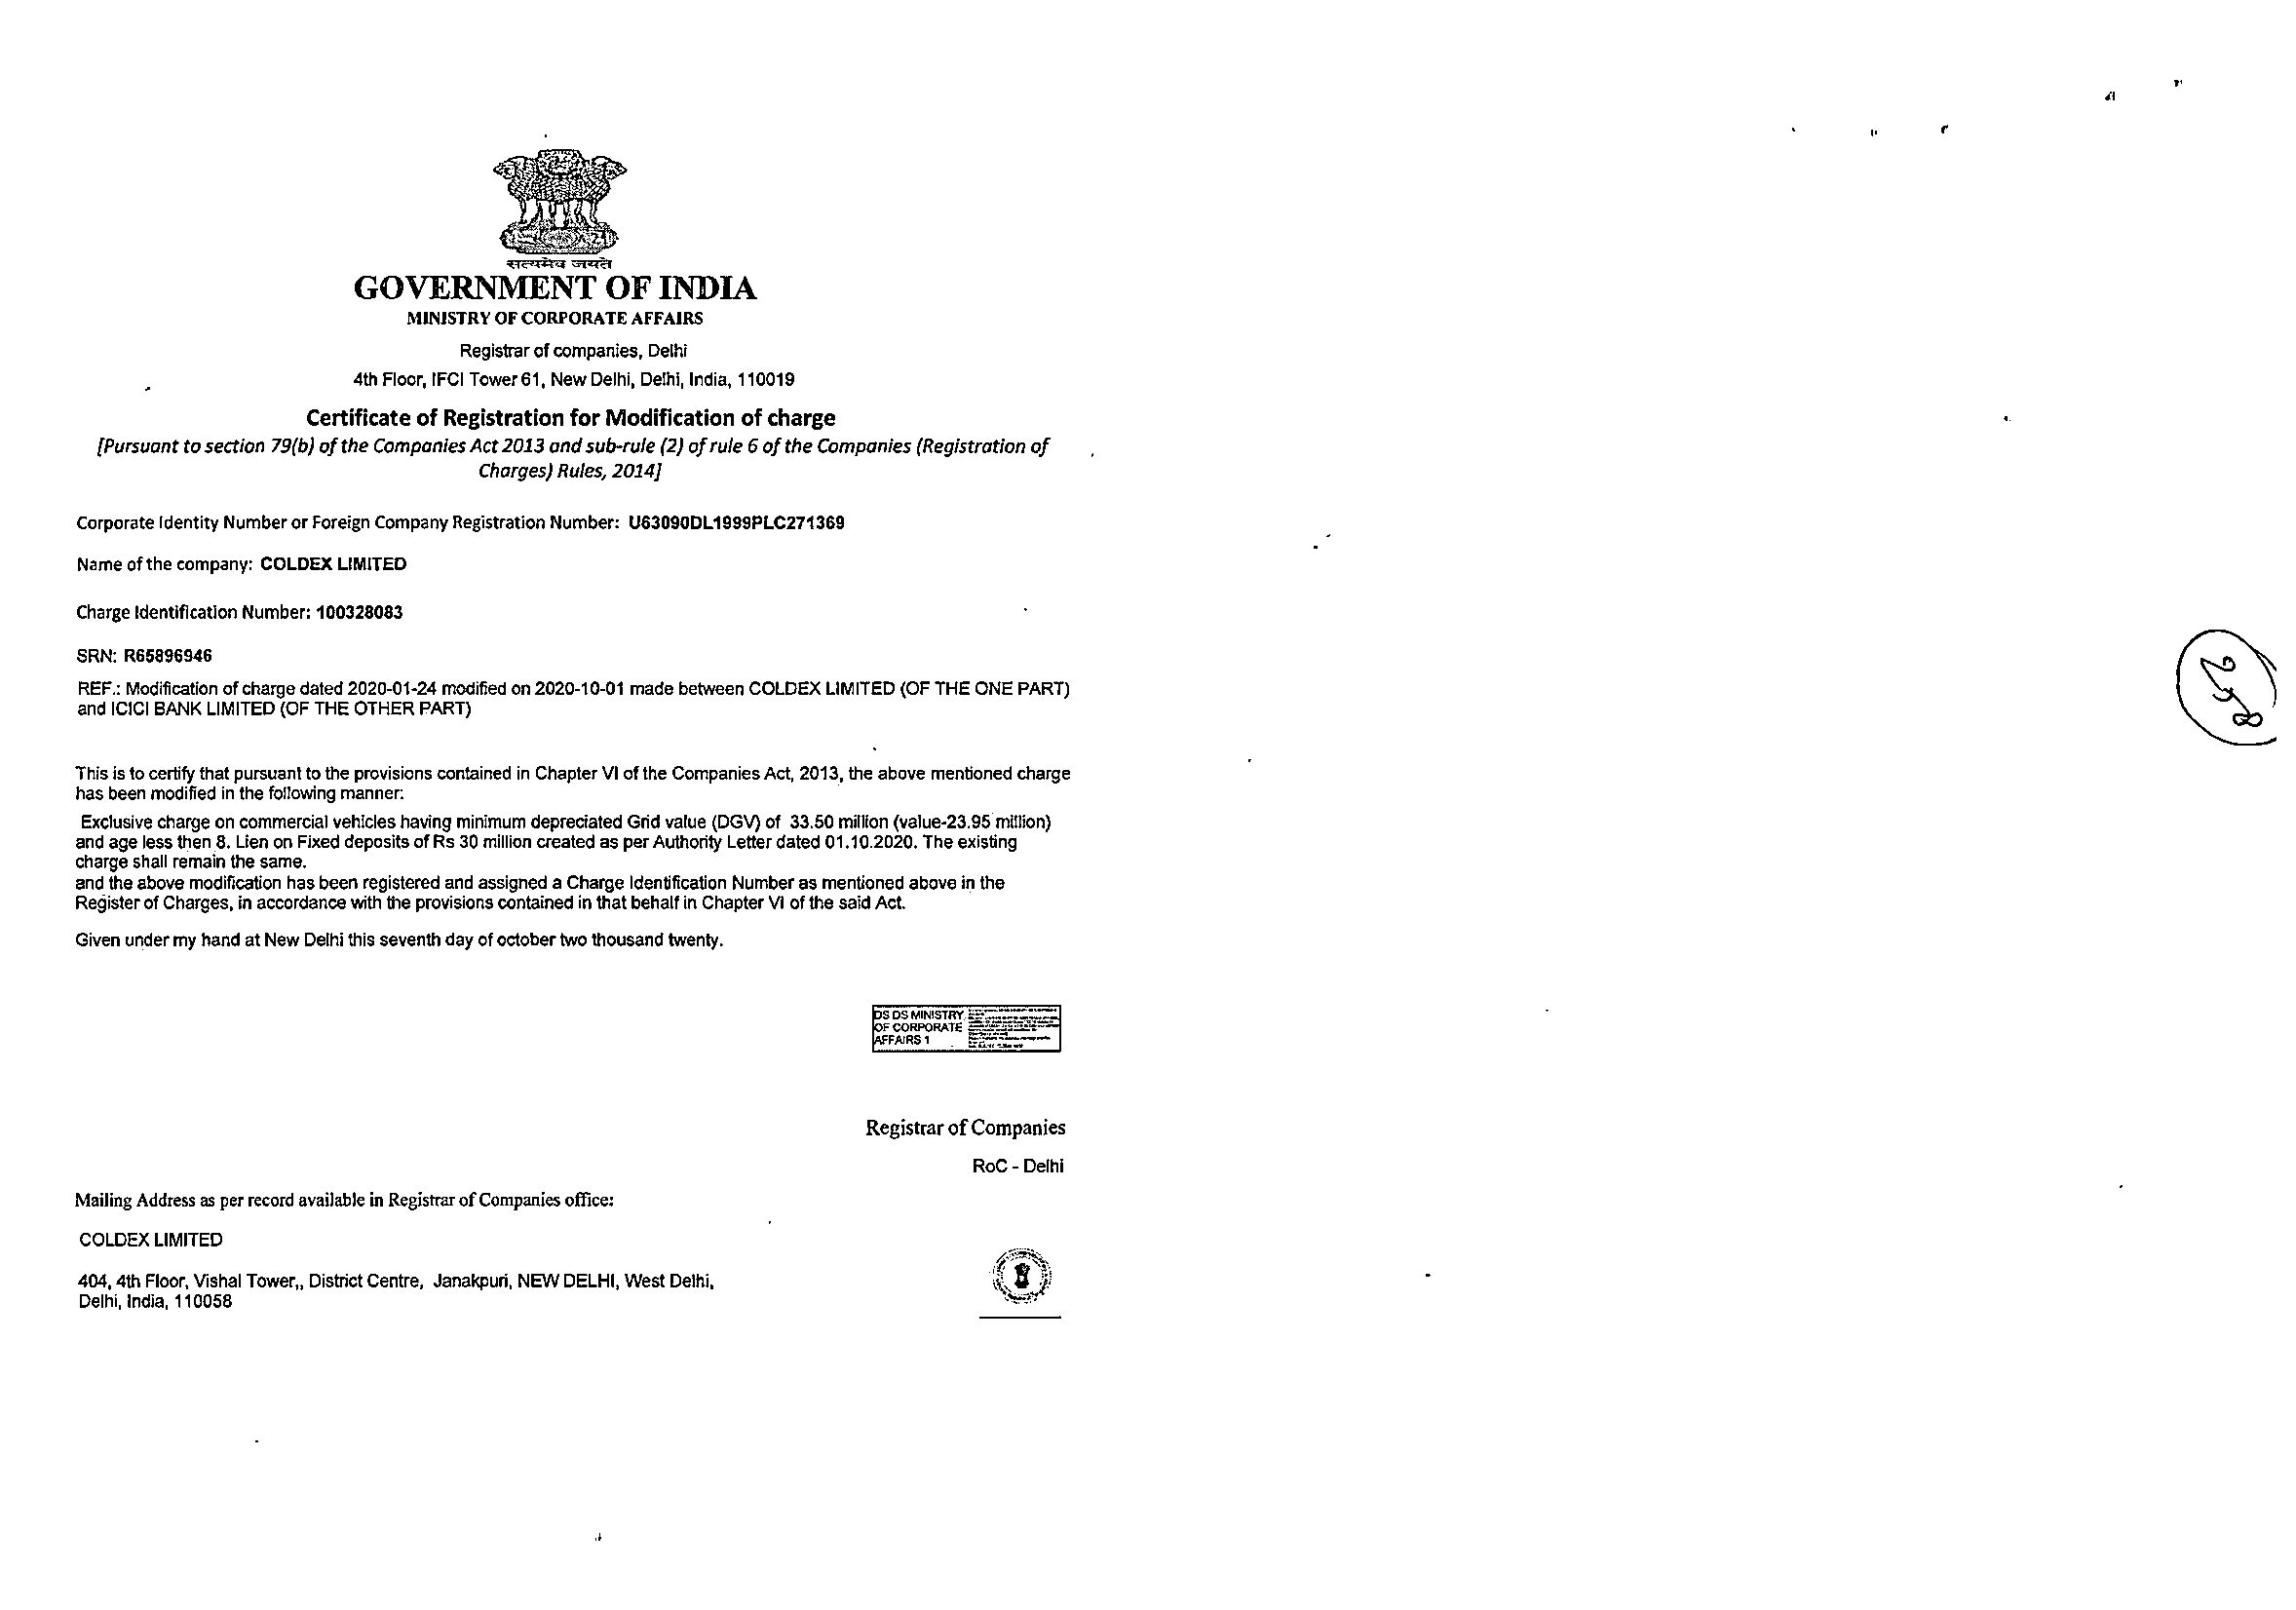 सत्यमेव जयते
GOVERNMENT OF INDIA
MINISTRY OF CORPORATE AFFAIRS
Registrar of companies, Delhi
4th Floor, IFCI Tower 61, New Delhi, Delhi, India, 110019
Certificate of Registration for Modification of charge
[Pursuant to section 79(b) of the Companies Act 2013 and sub-rule (2) of rule 6 of the Companies (Registration of
Charges) Rules, 2014]
Corporate Identity Number or Foreign Company Registration Number: U63090DL1999PLC271369
Name of the company: COLDEX LIMITED
Charge Identification Number: 100328083
SRN: R65896946
REF.: Modification of charge dated 2020-01-24 modified on 2020-10-01 made between COLDEX LIMITED (OF THE ONE PART)
and ICICI BANK LIMITED (OF THE OTHER PART)
This is to certify that pursuant to the provisions contained in Chapter VI of the Companies Act, 2013, the above mentioned charge
has been modified in the following manner:
Exclusive charge on commercial vehicles having minimum depreciated Grid value (DGV) of 33.50 million (value-23.95 million)
and age less then 8. Lien on Fixed deposits of Rs 30 million created as per Authority Letter dated 01.10.2020. The existing
charge shall remain the same.
and the above modification has been registered and assigned a Charge Identification Number as mentioned above in the
Register of Charges, in accordance with the provisions contained in that behalf in Chapter VI of the said Act.
Given under my hand at New Delhi this seventh day of october two thousand twenty.
DS DS MINISTRY
OF CORPORATE
AFFAIRS 1
Registrar of Companies
RoC - Delhi
Mailing Address as per record available in Registrar of Companies office:
COLDEX LIMITED
404, 4th Floor, Vishal Tower,, District Centre, Janakpuri, NEW DELHI, West Delhi,
Delhi, India, 110058